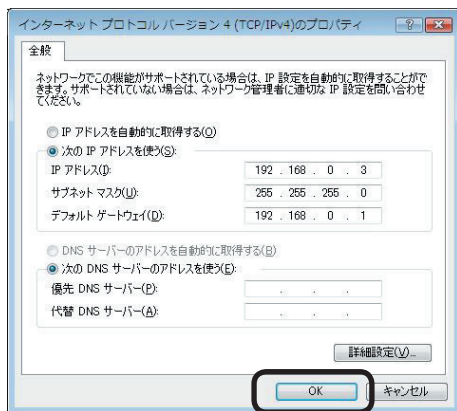 インターネット プロトコル バージョン 4 (TCP/IPv4)のプロパティ
全般
ネットワークでこの機能がサポートされている場合は、IP 設定を自動的に取得することがで
きます。サポートされていない場合は、ネットワーク管理者に適切な IP 設定を問い合わせ
てください。
IP アドレスを自動的に取得する(O)
次の IP アドレスを使う(S):
IP アドレス(I): 192 . 168 . 0 . 3
サブネット マスク(U): 255 . 255 . 255 . 0
デフォルト ゲートウェイ(D): 192 . 168 . 0 . 1
DNS サーバーのアドレスを自動的に取得する(B)
次の DNS サーバーのアドレスを使う(E):
優先 DNS サーバー(P): . . .
代替 DNS サーバー(A): . . .
詳細設定(V)...
OK キャンセル